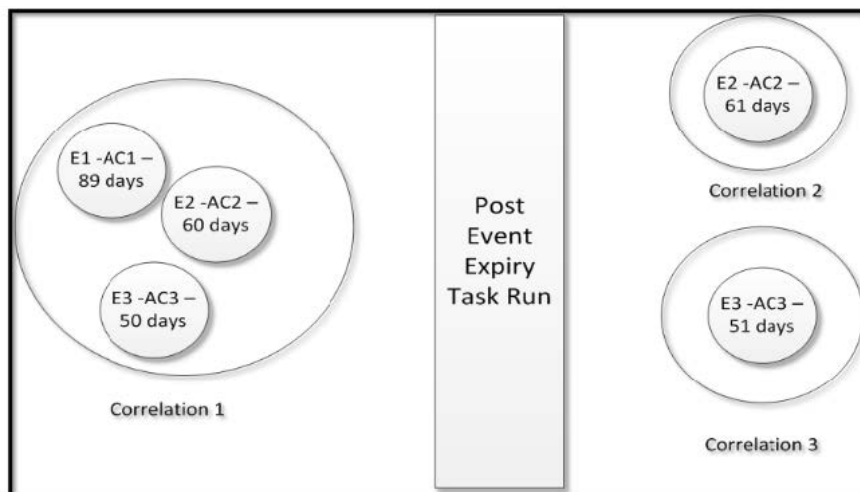 E1 -AC1 –
89 days
E2 -AC2 –
60 days
E3 -AC3 –
50 days
Correlation 1
Post
Event
Expiry
Task Run
E2 -AC2 –
61 days
Correlation 2
E3 -AC3 –
51 days
Correlation 3